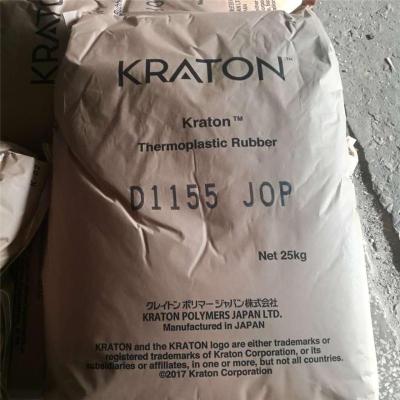 KRATON™
Kraton™
Thermoplastic Rubber
D1155 JOP
Net 25kg
クレイトン ポリマー ジャパン株式会社
KRATON POLYMERS JAPAN LTD.
Manufactured in JAPAN
KRATON and the KRATON logo are either trademarks or
registered trademarks of Kraton Corporation, or its
subsidiaries or affiliates, in one or more, but not all countries.
©2017 Kraton Corporation